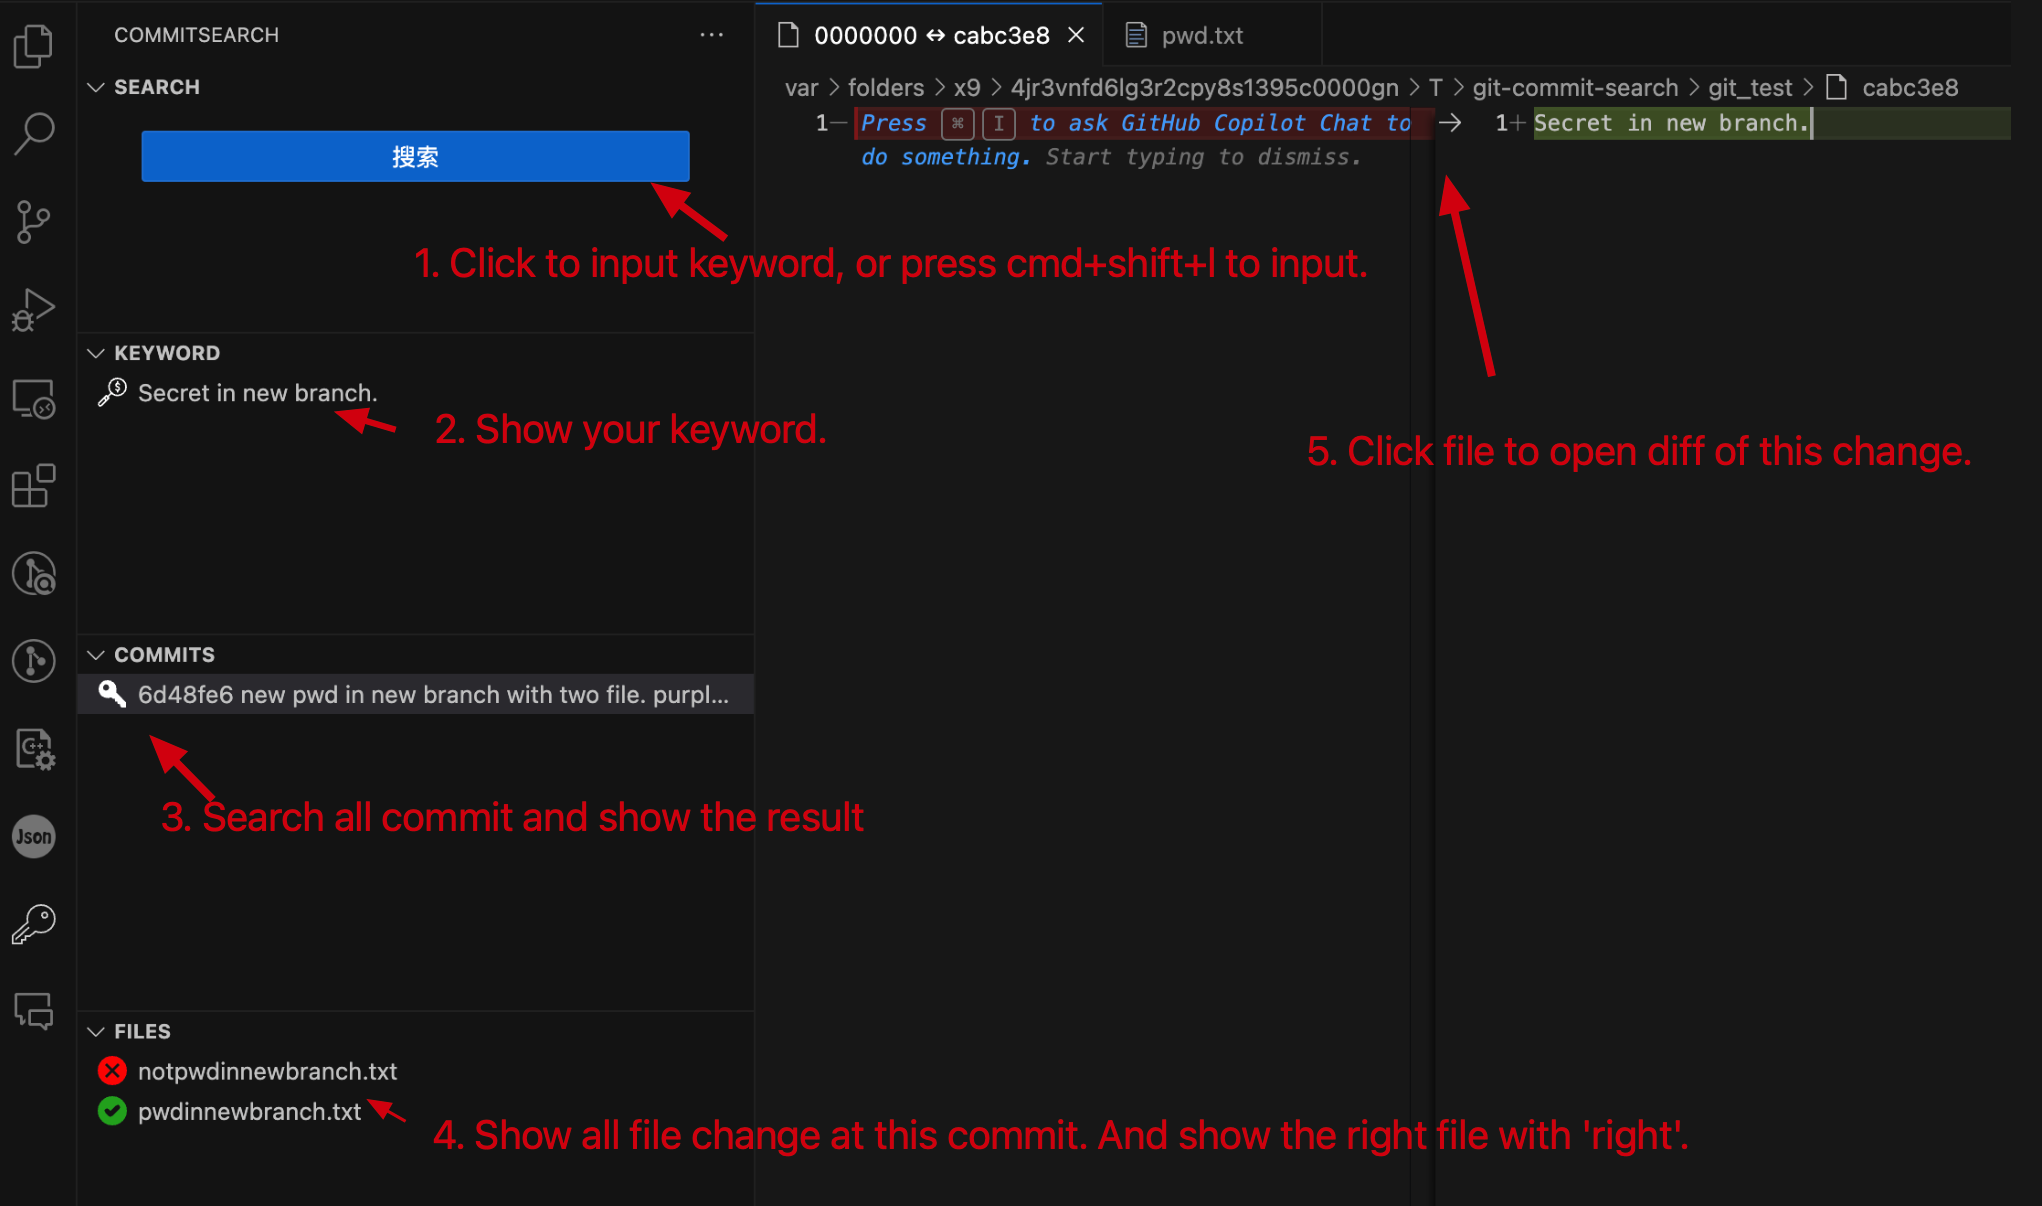 COMMITSEARCH
SEARCH
搜索
1. Click to input keyword, or press cmd+shift+l to input.
KEYWORD
Secret in new branch.
2. Show your keyword.
COMMITS
6d48fe6 new pwd in new branch with two file. purpl...
3. Search all commit and show the result
FILES
notpwdinnewbranch.txt
pwdinnewbranch.txt
4. Show all file change at this commit. And show the right file with 'right'.
Json
C++
0000000 ↔ cabc3e8
pwd.txt
var > folders > x9 > 4jr3vnfd6lg3r2cpy8s1395c0000gn > T > git-commit-search > git_test > cabc3e8
1− Press ⌘ I to ask GitHub Copilot Chat to
do something. Start typing to dismiss.
→ 1+ Secret in new branch.
5. Click file to open diff of this change.